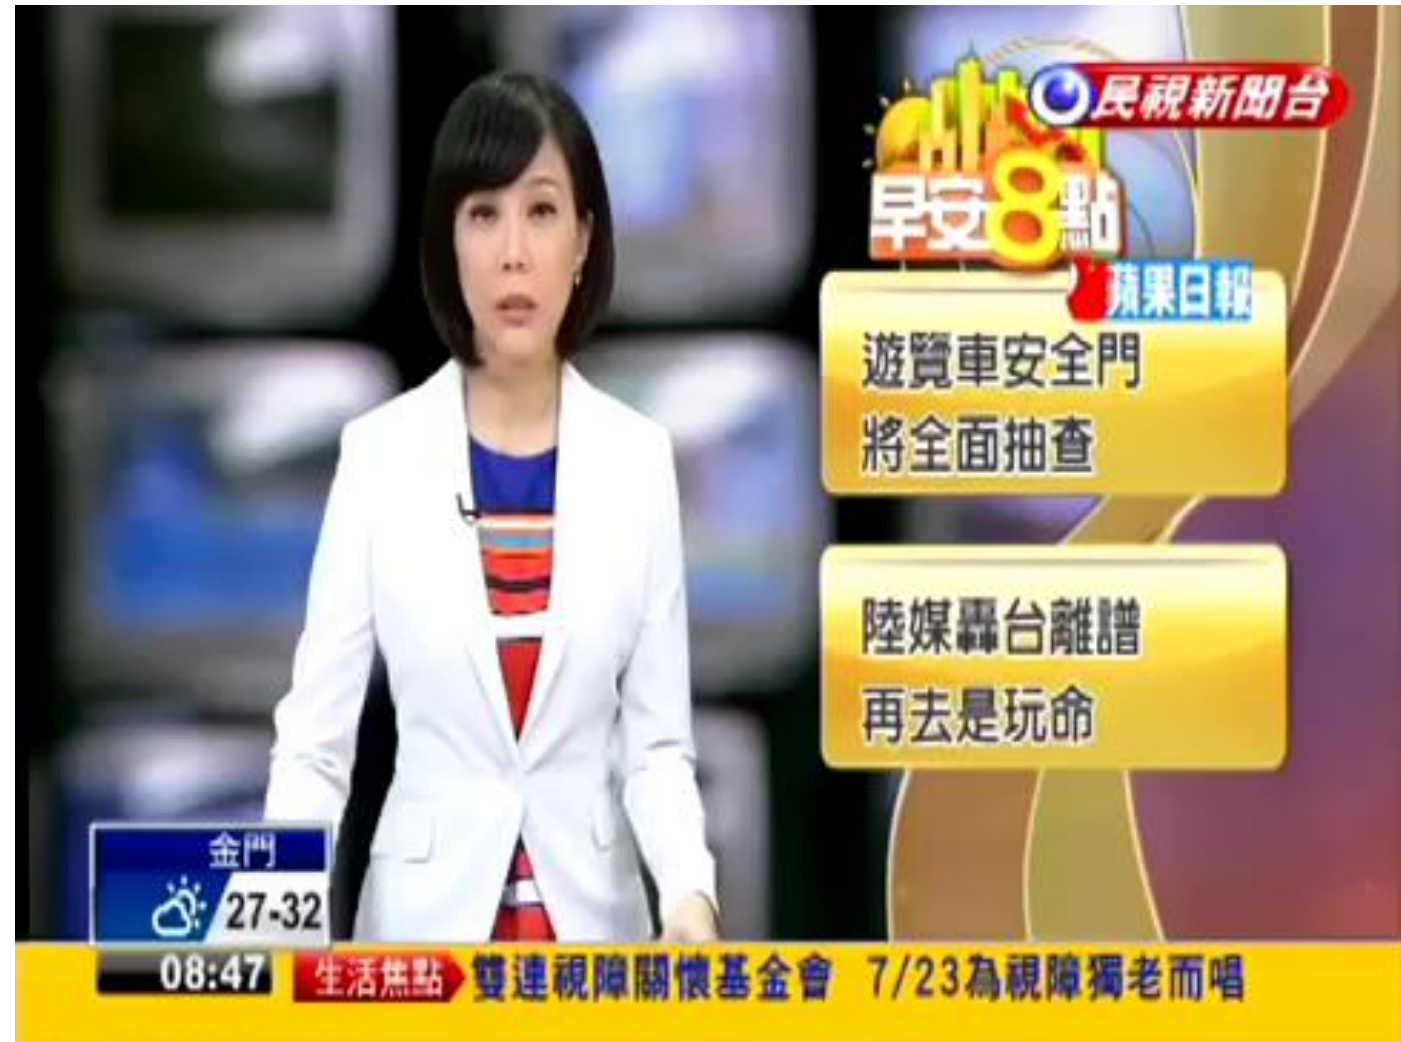 民視新聞台
早安8點
蘋果日報
遊覽車安全門
將全面抽查
陸媒轟台離譜
再去是玩命
金門
27-32
08:47
生活焦點
雙連視障關懷基金會 7/23為視障獨老而唱